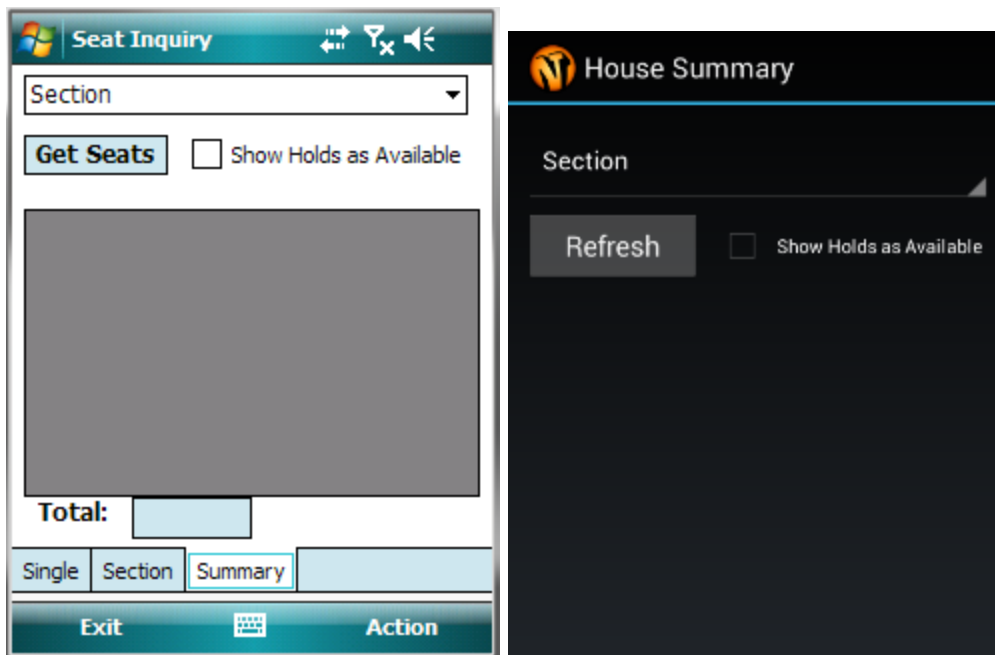 Seat Inquiry
Section
Get Seats Show Holds as Available
Total:
Single Section Summary
Exit Action
House Summary
Section
Refresh Show Holds as Available